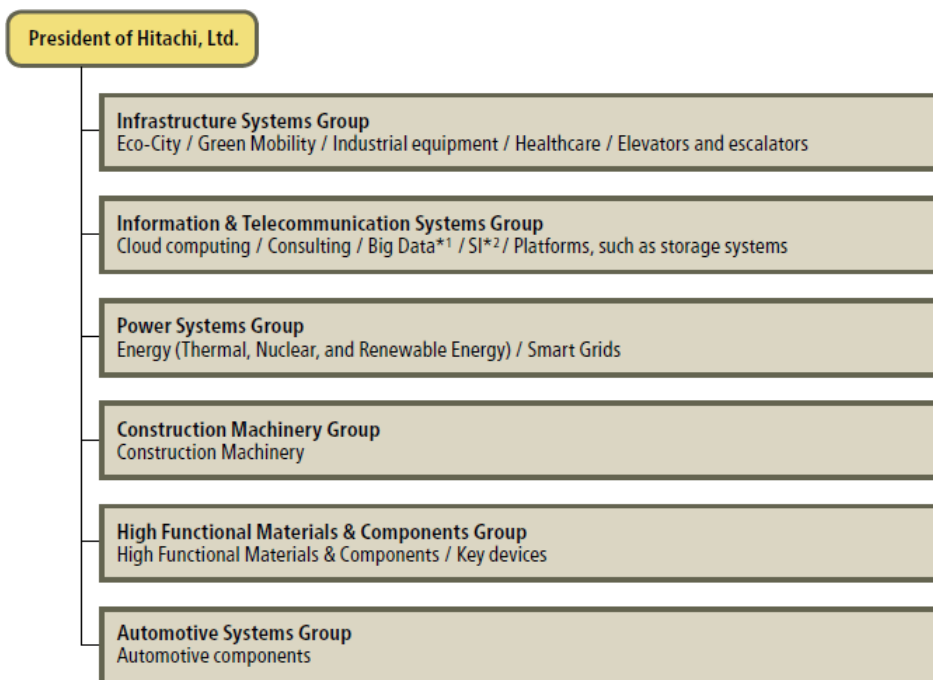 President of Hitachi, Ltd.
Infrastructure Systems Group
Eco-City / Green Mobility / Industrial equipment / Healthcare / Elevators and escalators
Information & Telecommunication Systems Group
Cloud computing / Consulting / Big Data*1 / SI*2 / Platforms, such as storage systems
Power Systems Group
Energy (Thermal, Nuclear, and Renewable Energy) / Smart Grids
Construction Machinery Group
Construction Machinery
High Functional Materials & Components Group
High Functional Materials & Components / Key devices
Automotive Systems Group
Automotive components